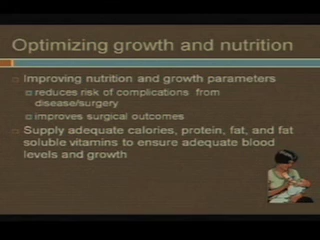 Optimizing growth and nutrition
Improving nutrition and growth parameters
reduces risk of complications from
disease/surgery
improves surgical outcomes
Supply adequate calories, protein, fat, and fat
soluble vitamins to ensure adequate blood
levels and growth